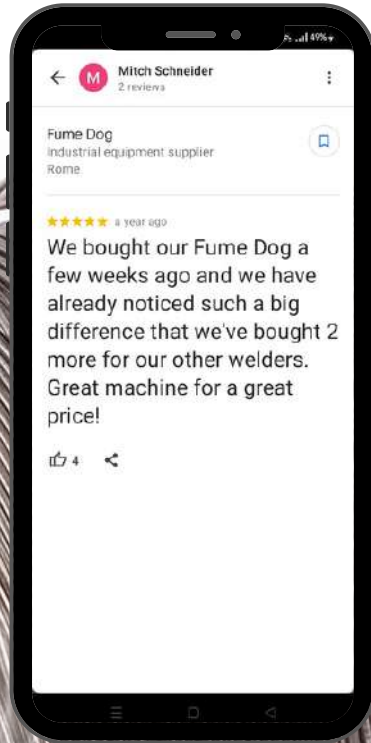 49%
Mitch Schneider
2 reviews
Fume Dog
Industrial equipment supplier
Rome
a year ago
We bought our Fume Dog a
few weeks ago and we have
already noticed such a big
difference that we've bought 2
more for our other welders.
Great machine for a great
price!
4